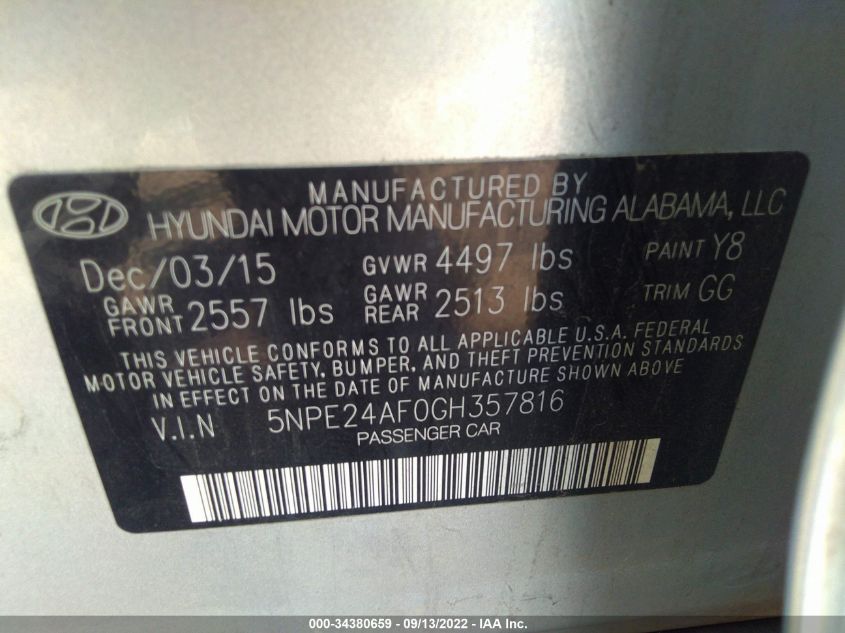 MANUFACTURED BY
HYUNDAI MOTOR MANUFACTURING ALABAMA, LLC
Dec/03/15 GVWR 4497 lbs PAINT Y8
GAWR FRONT 2557 lbs GAWR REAR 2513 lbs TRIM GG
THIS VEHICLE CONFORMS TO ALL APPLICABLE U.S.A. FEDERAL
MOTOR VEHICLE SAFETY, BUMPER, AND THEFT PREVENTION STANDARDS
IN EFFECT ON THE DATE OF MANUFACTURE SHOWN ABOVE
V.I.N 5NPE24AF0GH357816
PASSENGER CAR
000-34380659 - 09/13/2022 - IAA Inc.